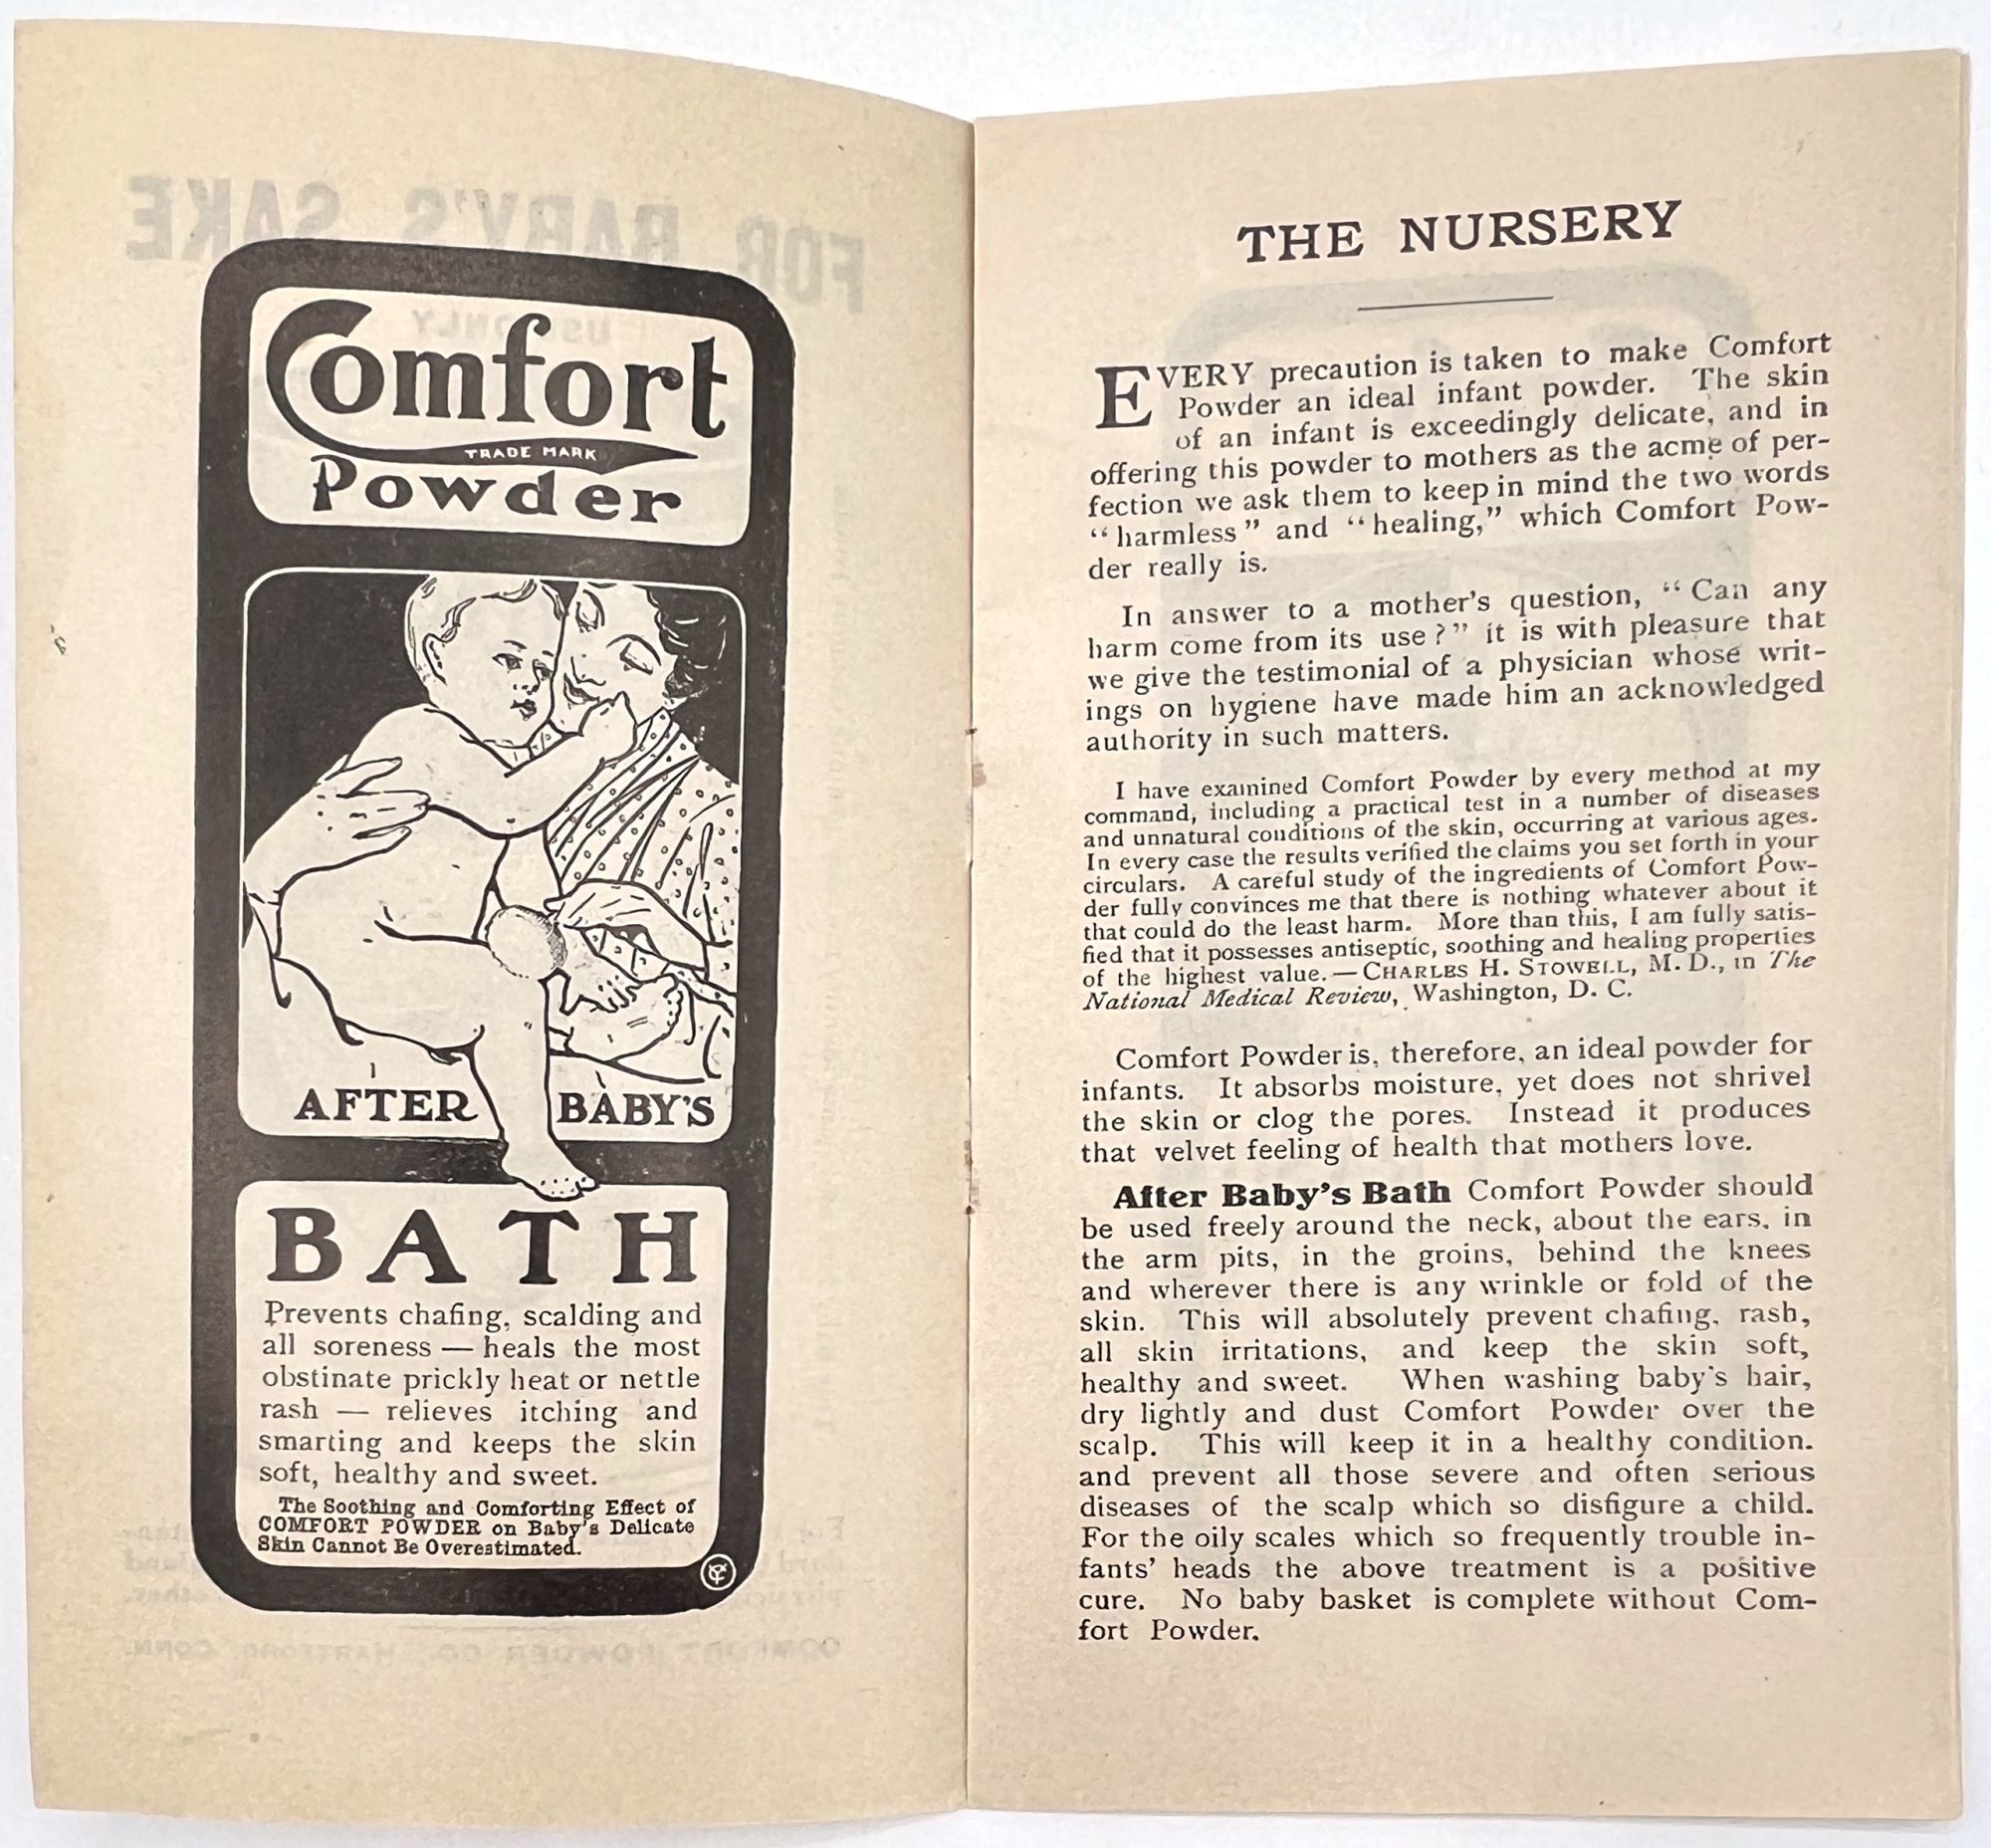 Comfort
TRADE MARK
Powder
AFTER BABY'S
BATH
Prevents chafing, scalding and
all soreness — heals the most
obstinate prickly heat or nettle
rash — relieves itching and
smarting and keeps the skin
soft, healthy and sweet.
The Soothing and Comforting Effect of
COMFORT POWDER on Baby's Delicate
Skin Cannot Be Overestimated.
FOR BABY'S SAKE
USE ONLY
COMFORT POWDER CO., HARTFORD, CONN.
THE NURSERY
EVERY precaution is taken to make Comfort
Powder an ideal infant powder. The skin
of an infant is exceedingly delicate, and in
offering this powder to mothers as the acme of per-
fection we ask them to keep in mind the two words
“harmless” and “healing,” which Comfort Pow-
der really is.
In answer to a mother's question, “Can any
harm come from its use?” it is with pleasure that
we give the testimonial of a physician whose writ-
ings on hygiene have made him an acknowledged
authority in such matters.
I have examined Comfort Powder by every method at my
command, including a practical test in a number of diseases
and unnatural conditions of the skin, occurring at various ages.
In every case the results verified the claims you set forth in your
circulars. A careful study of the ingredients of Comfort Pow-
der fully convinces me that there is nothing whatever about it
that could do the least harm. More than this, I am fully satis-
fied that it possesses antiseptic, soothing and healing properties
of the highest value.—CHARLES H. STOWELL, M. D., in The
National Medical Review, Washington, D. C.
Comfort Powder is, therefore, an ideal powder for
infants. It absorbs moisture, yet does not shrivel
the skin or clog the pores. Instead it produces
that velvet feeling of health that mothers love.
After Baby's Bath Comfort Powder should
be used freely around the neck, about the ears, in
the arm pits, in the groins, behind the knees
and wherever there is any wrinkle or fold of the
skin. This will absolutely prevent chafing, rash,
all skin irritations, and keep the skin soft,
healthy and sweet. When washing baby's hair,
dry lightly and dust Comfort Powder over the
scalp. This will keep it in a healthy condition.
and prevent all those severe and often serious
diseases of the scalp which so disfigure a child.
For the oily scales which so frequently trouble in-
fants' heads the above treatment is a positive
cure. No baby basket is complete without Com-
fort Powder.